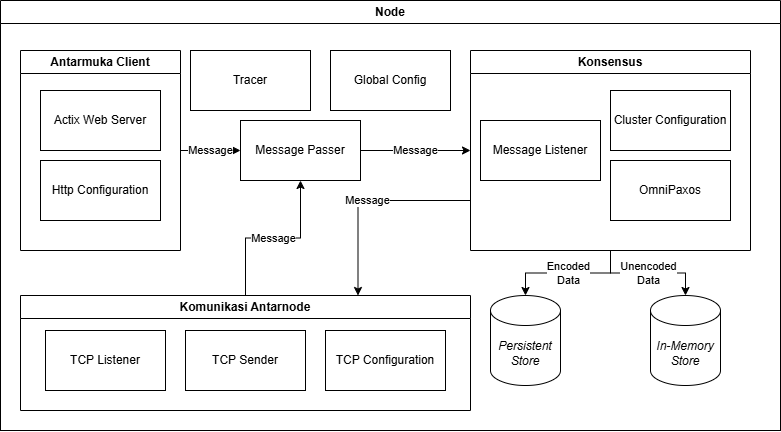 Node
Antarmuka Client
Actix Web Server
Http Configuration
Tracer
Global Config
Message
Message Passer
Message
Konsensus
Message Listener
Cluster Configuration
OmniPaxos
Message
Message
Encoded
Data
Unencoded
Data
Persistent
Store
In-Memory
Store
Komunikasi Antarnode
TCP Listener
TCP Sender
TCP Configuration